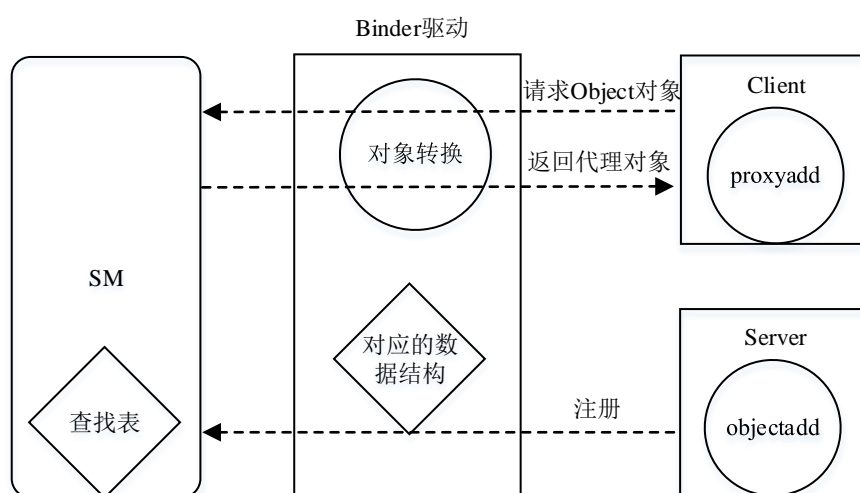 Binder驱动
请求Object对象
Client
对象转换
返回代理对象
proxyadd
SM
Server
对应的数
据结构
查找表
注册
objectadd